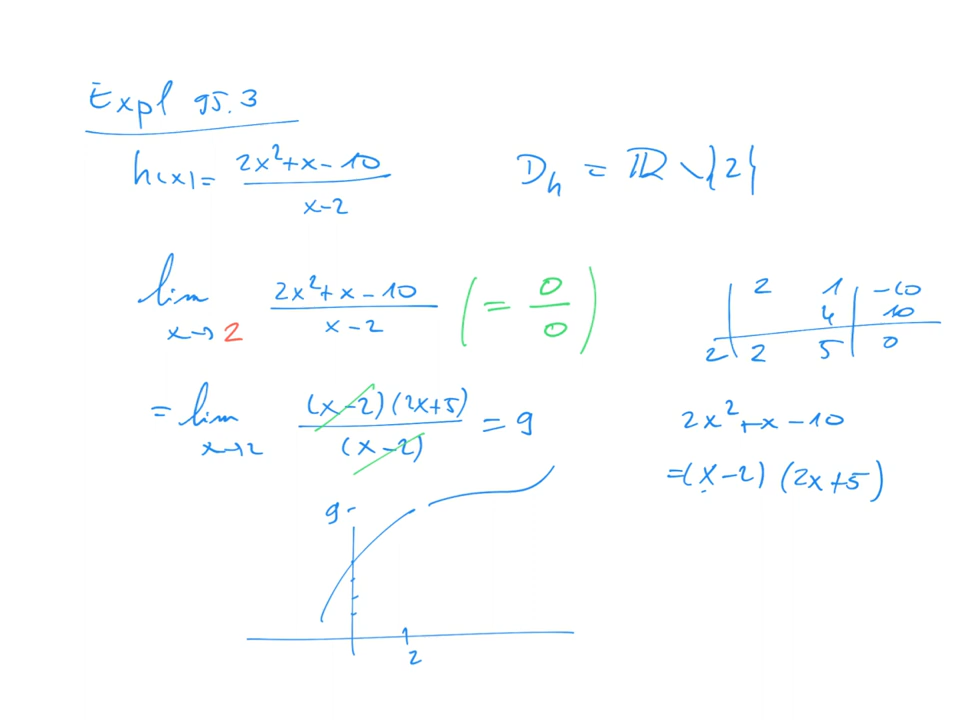 Expl 95.3
h(x) = (2x²+x-10)/(x-2)    D_h = ℝ \ {2}
lim x→2 (2x²+x-10)/(x-2) (= 0/0)
= lim x→2 ((x-2)(2x+5))/((x-2)) = 9
2 1 -10
4 10
2 2 5 0
2x²+x-10
=(x-2)(2x+5)
9
2